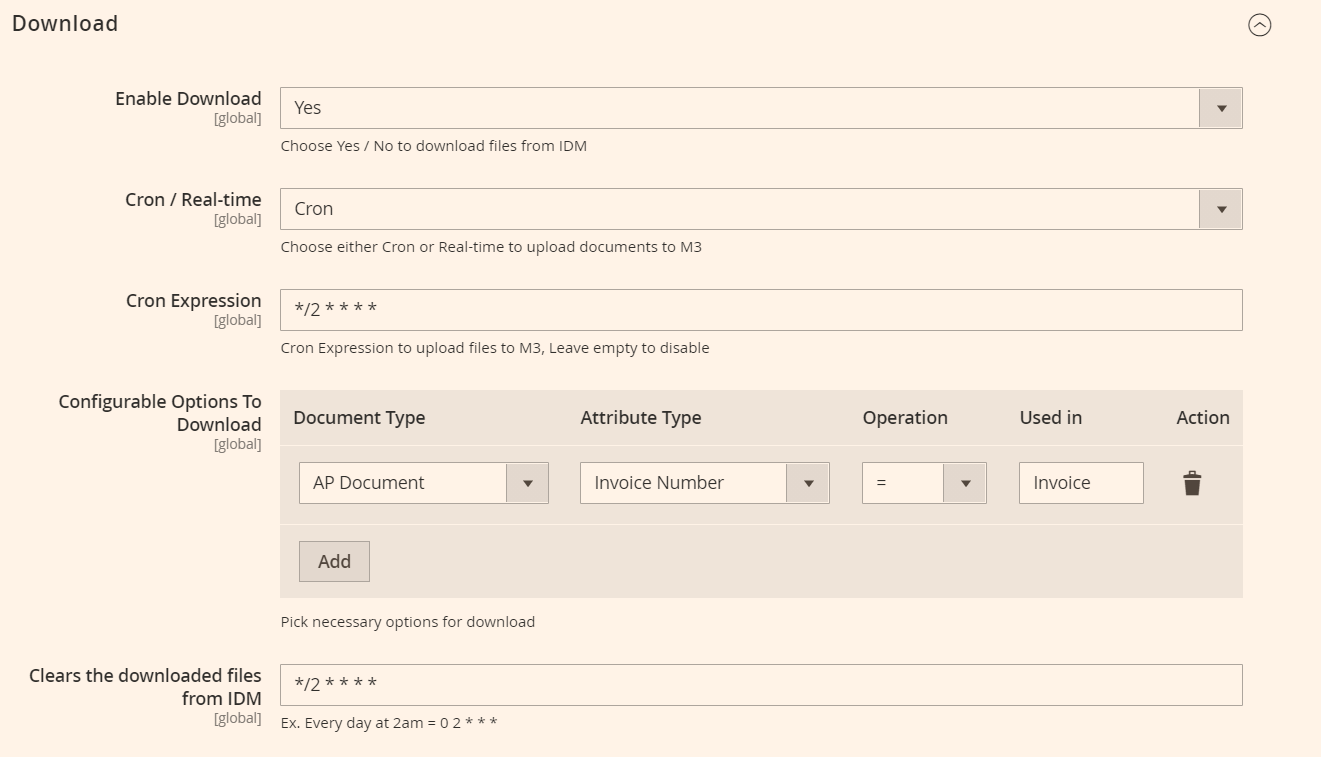 Download
Enable Download
[global]
Yes
Choose Yes / No to download files from IDM
Cron / Real-time
[global]
Cron
Choose either Cron or Real-time to upload documents to M3
Cron Expression
[global]
*/2 * * * *
Cron Expression to upload files to M3, Leave empty to disable
Configurable Options To
Download
[global]
Document Type Attribute Type Operation Used in Action
AP Document Invoice Number = Invoice
Add
Pick necessary options for download
Clears the downloaded files
from IDM
[global]
*/2 * * * *
Ex. Every day at 2am = 0 2 * * *